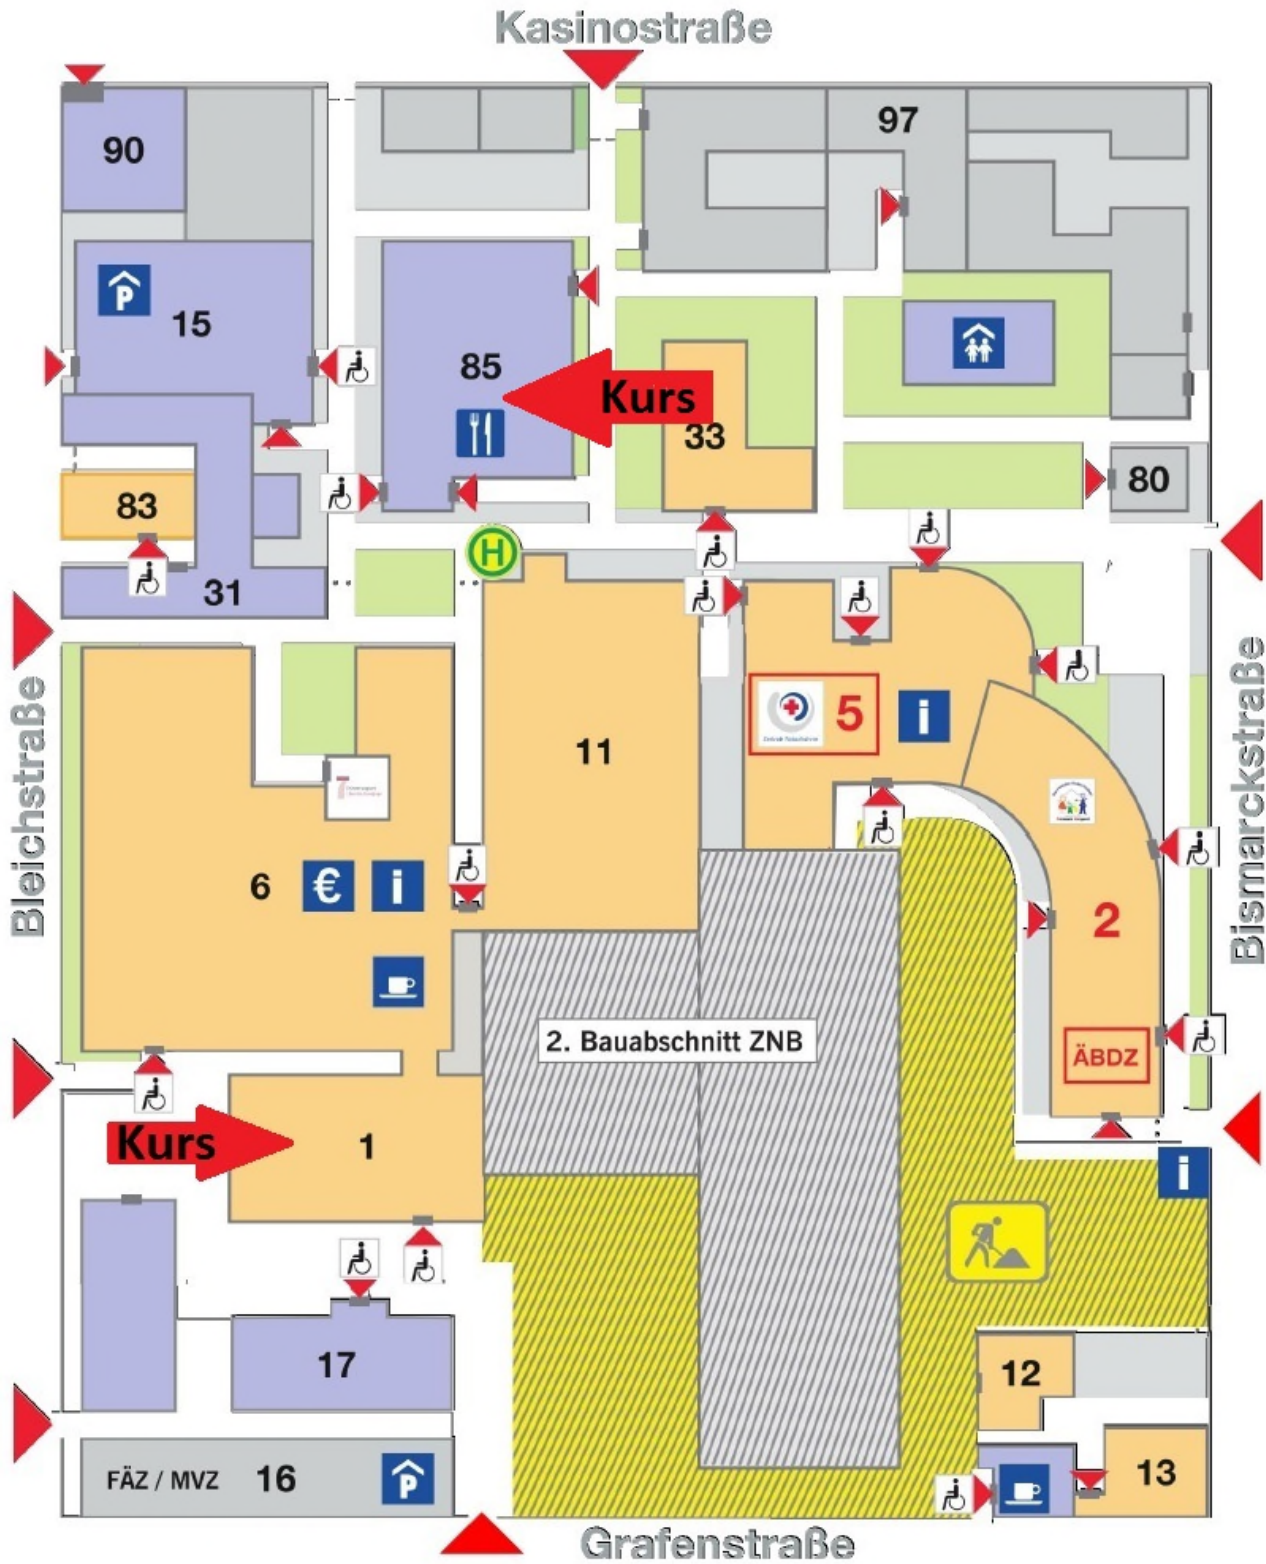 Kasinostraße
90
97
15
P
85
Kurs
33
80
83
H
31
5
i
11
Bleichstraße
Bismarckstraße
6
€
i
2
2. Bauabschnitt ZNB
ÄBDZ
Kurs
1
i
17
12
FÄZ / MVZ
16
P
13
Grafenstraße